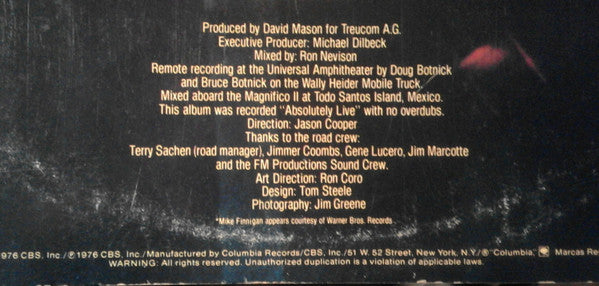 Produced by David Mason for Treucom A.G.
Executive Producer: Michael Dilbeck
Mixed by: Ron Nevison
Remote recording at the Universal Amphitheater by Doug Botnick
and Bruce Botnick on the Wally Heider Mobile Truck.
Mixed aboard the Magnifico II at Todo Santos Island, Mexico.
This album was recorded "Absolutely Live" with no overdubs.
Direction: Jason Cooper
Thanks to the road crew:
Terry Sachen (road manager), Jimmer Coombs, Gene Lucero, Jim Marcotte
and the FM Productions Sound Crew.
Art Direction: Ron Coro
Design: Tom Steele
Photography: Jim Greene
*Mike Finnigan appears courtesy of Warner Bros. Records
976 CBS, Inc./℗1976 CBS, Inc./Manufactured by Columbia Records/CBS, Inc./51 W. 52 Street, New York, N.Y./® "Columbia," Marcas Re
WARNING: All rights reserved. Unauthorized duplication is a violation of applicable laws.